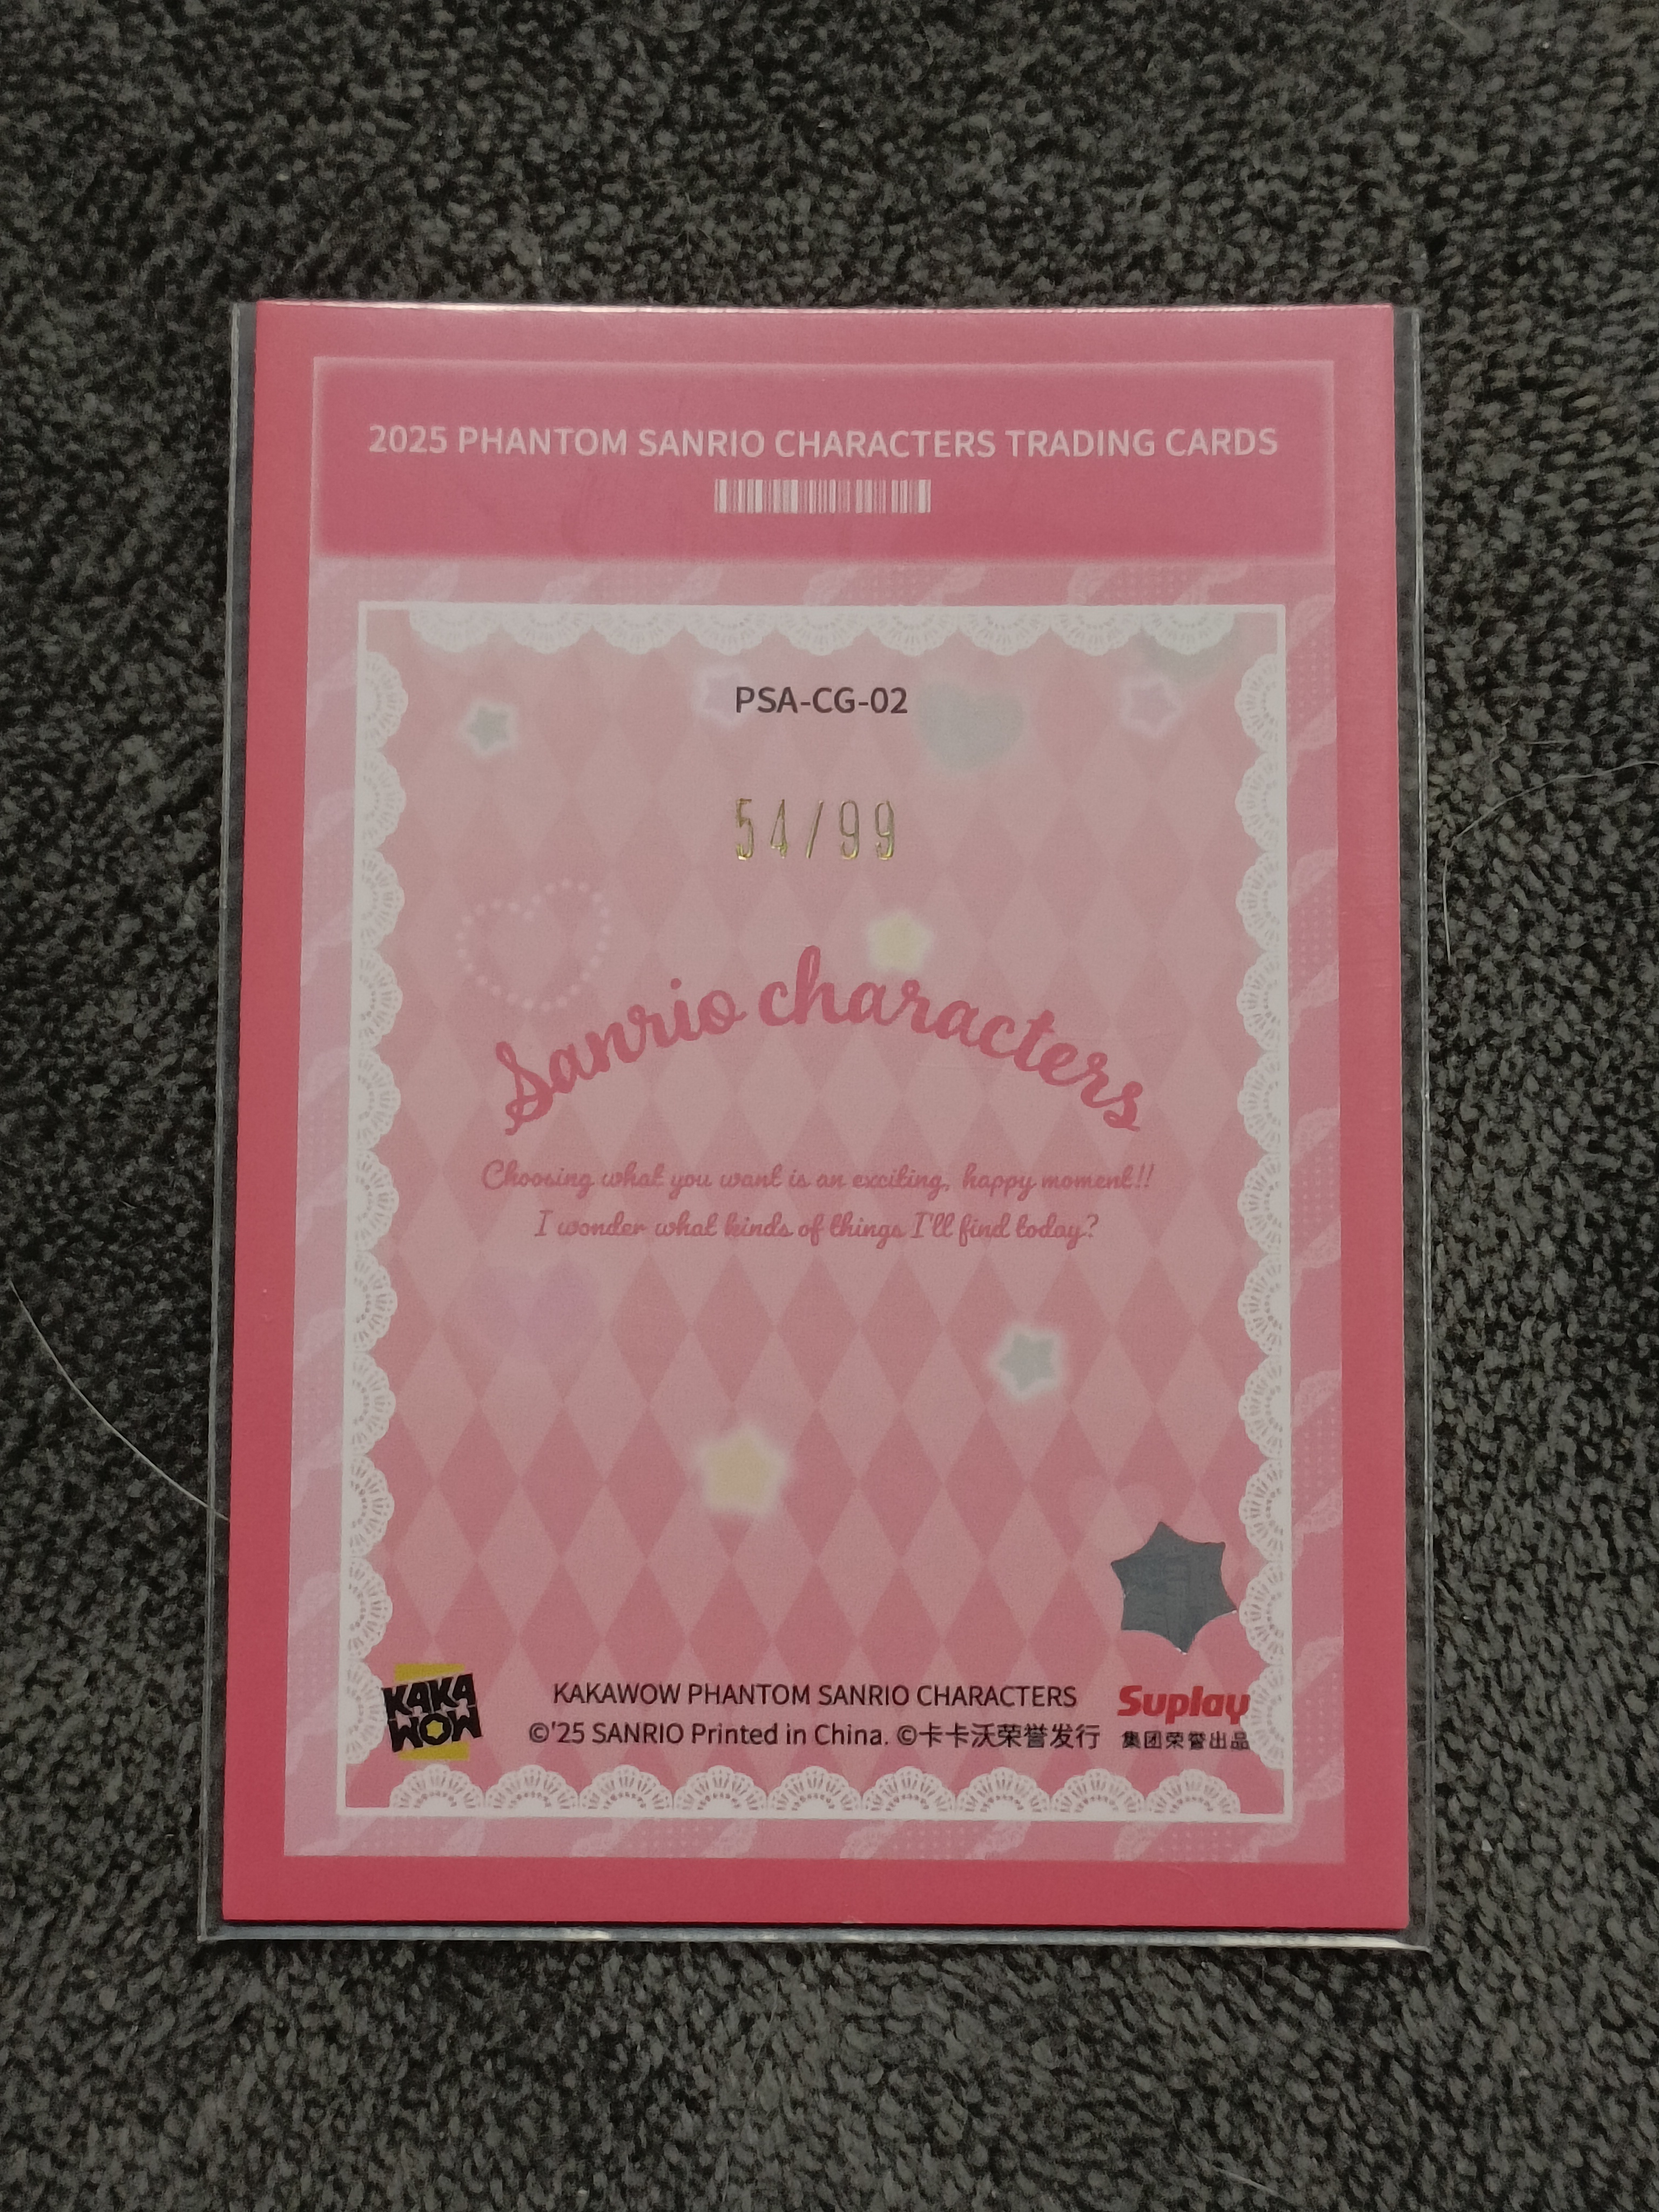 2025 PHANTOM SANRIO CHARACTERS TRADING CARDS
PSA-CG-02
54/99
Sanrio characters
Choosing what you want is an exciting, happy moment!!
I wonder what kinds of things I'll find today?
KAKA
WOW
KAKAWOW PHANTOM SANRIO CHARACTERS
©'25 SANRIO Printed in China. ©卡卡沃荣誉发行
Suplay
集团荣誉出品